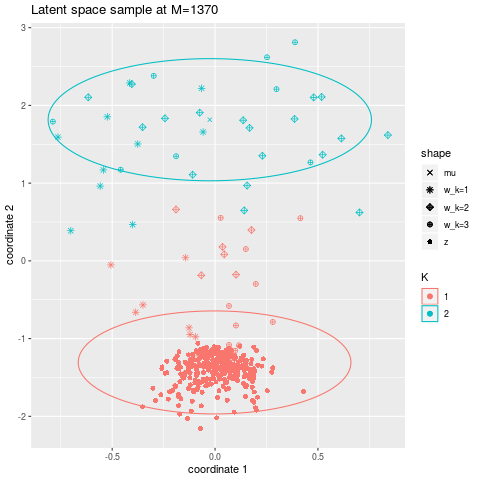 Latent space sample at M=1370
3
2
1
0
-1
-2
coordinate 2
-0.5
0.0
0.5
coordinate 1
shape
mu
w_k=1
w_k=2
w_k=3
z
K
1
2